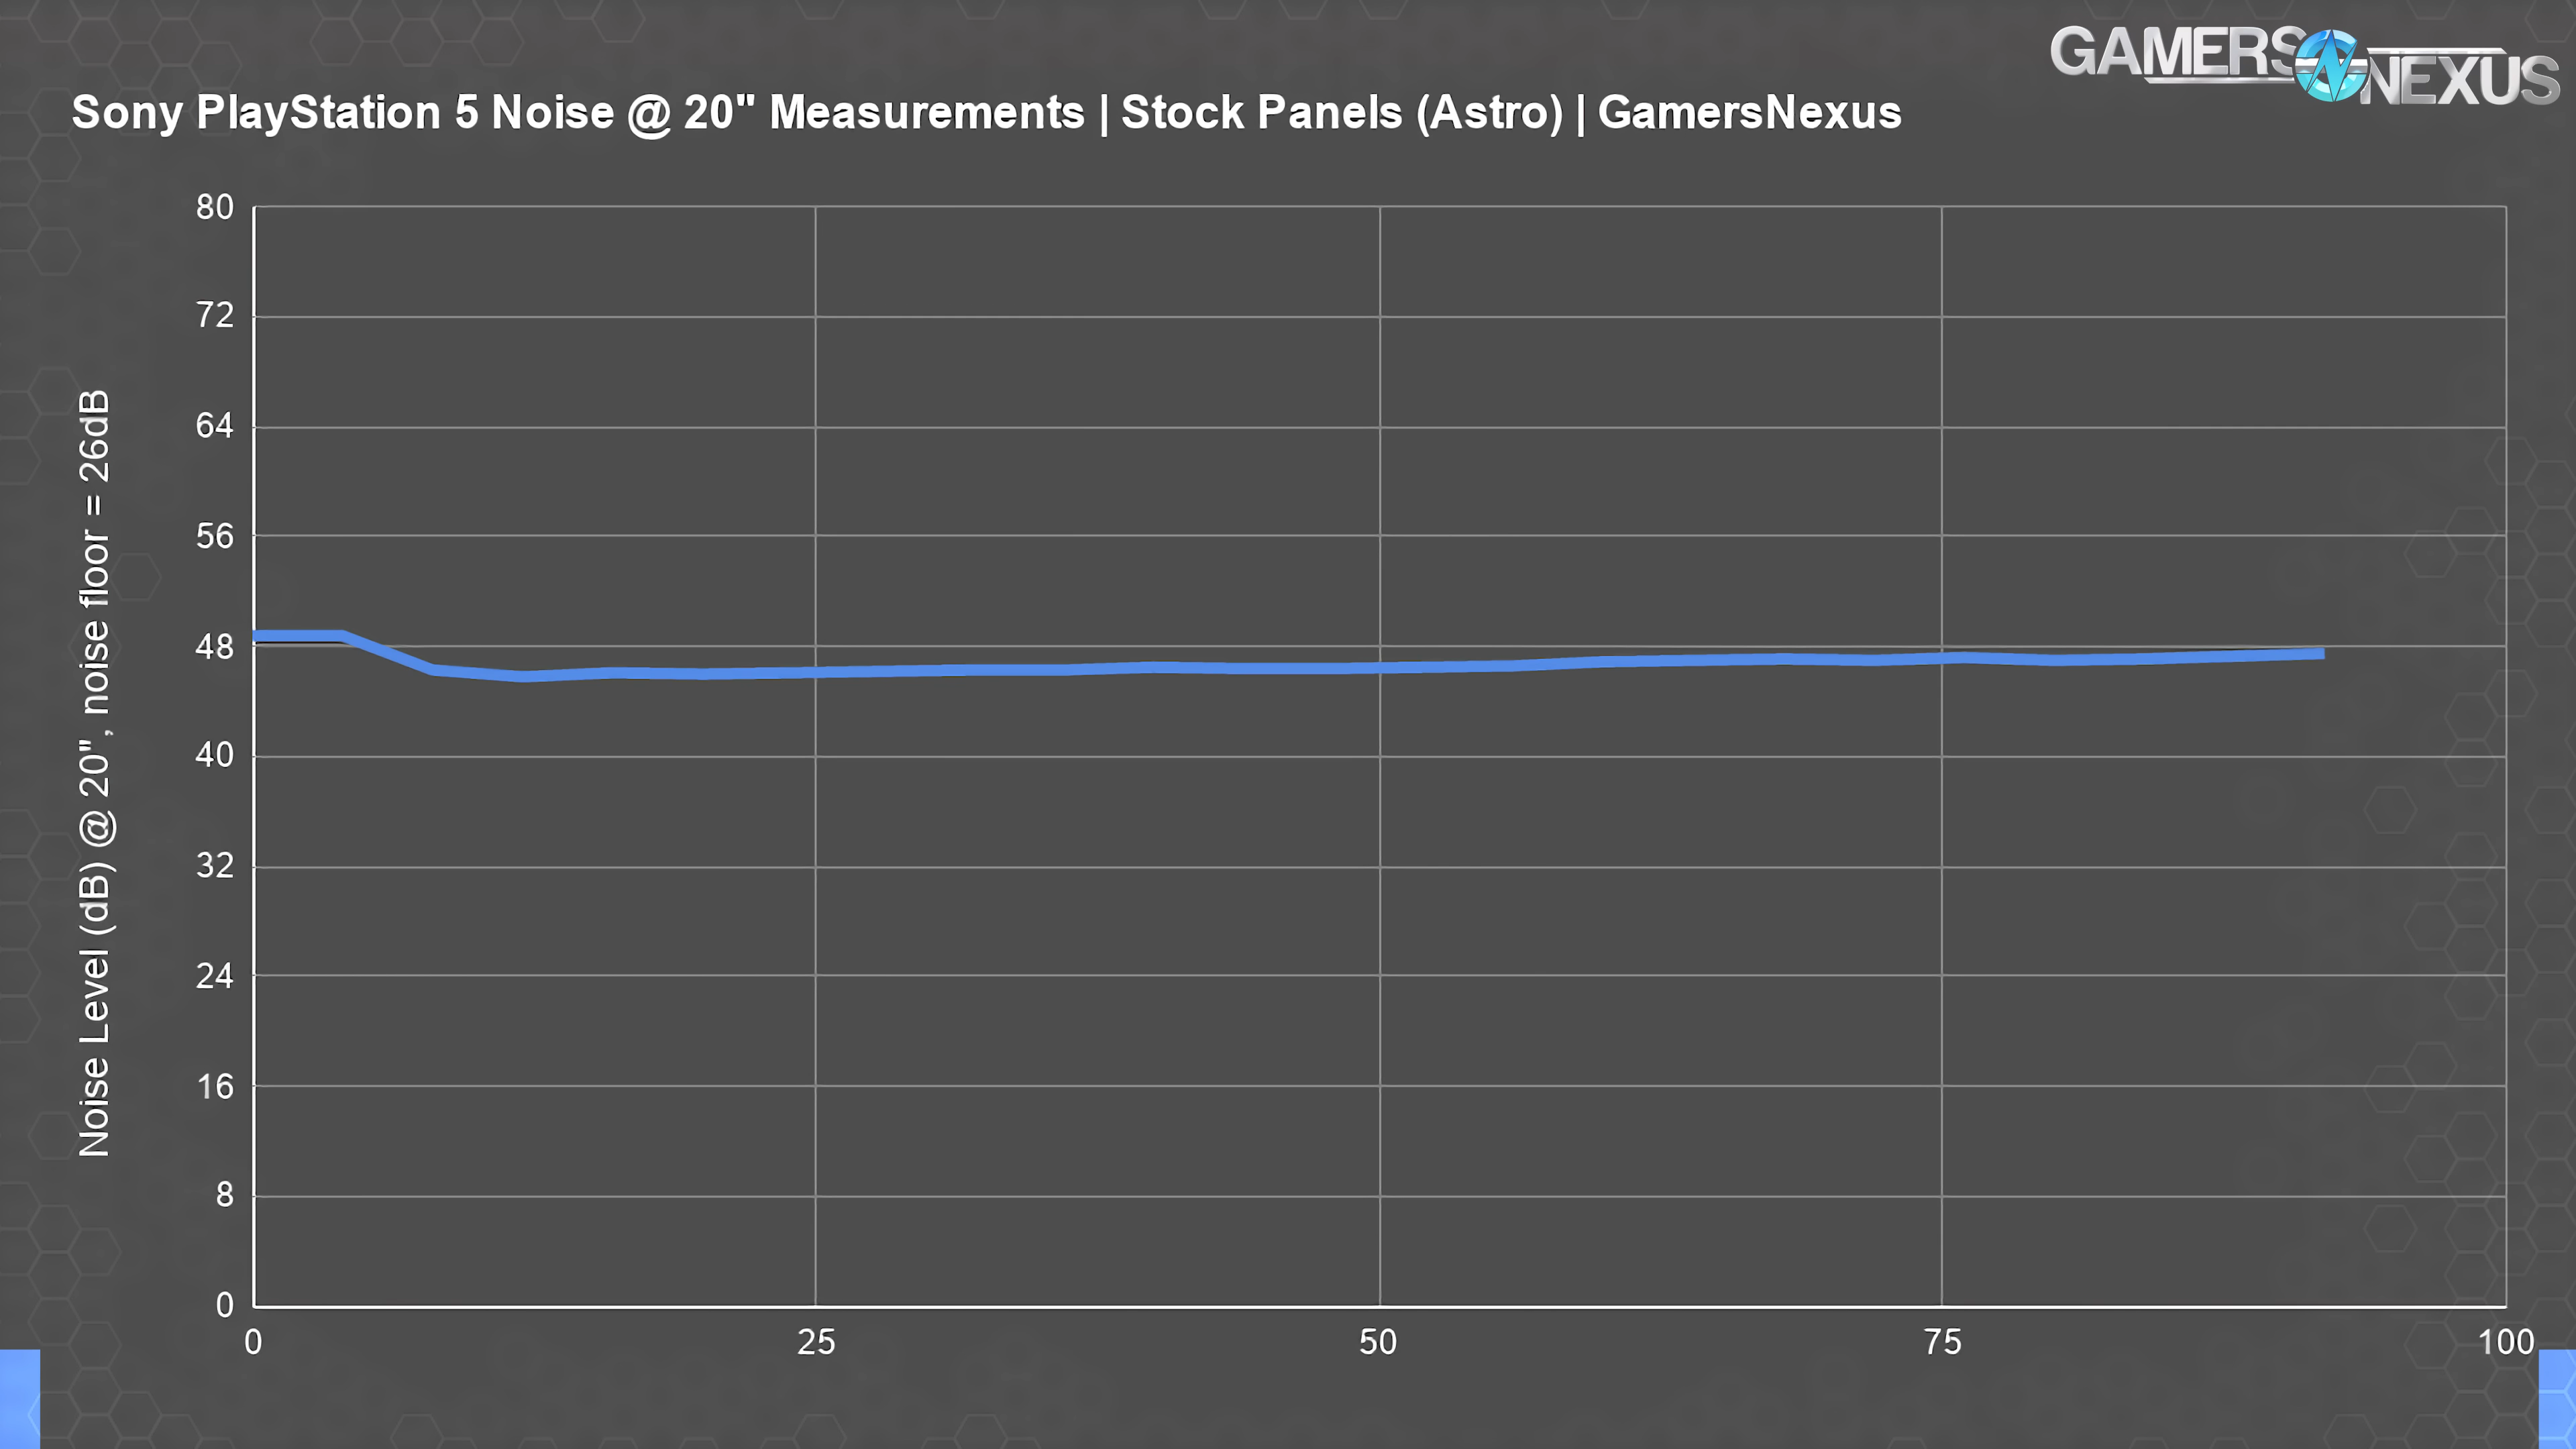 GAMERS NEXUS
Sony PlayStation 5 Noise @ 20" Measurements | Stock Panels (Astro) | GamersNexus
Noise Level (dB) @ 20", noise floor = 26dB
80
72
64
56
48
40
32
24
16
8
0
0 25 50 75 100